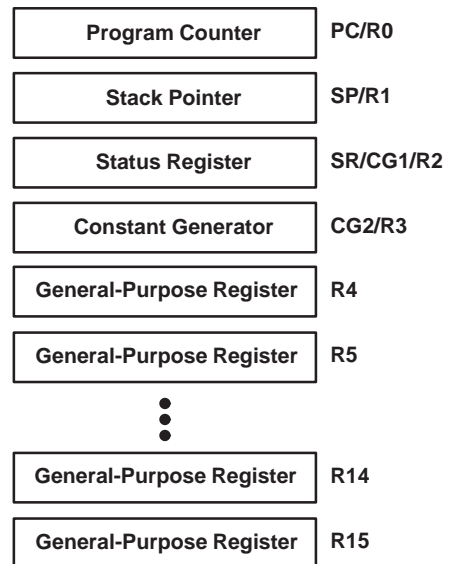 Program Counter PC/R0
Stack Pointer SP/R1
Status Register SR/CG1/R2
Constant Generator CG2/R3
General-Purpose Register R4
General-Purpose Register R5
General-Purpose Register R14
General-Purpose Register R15